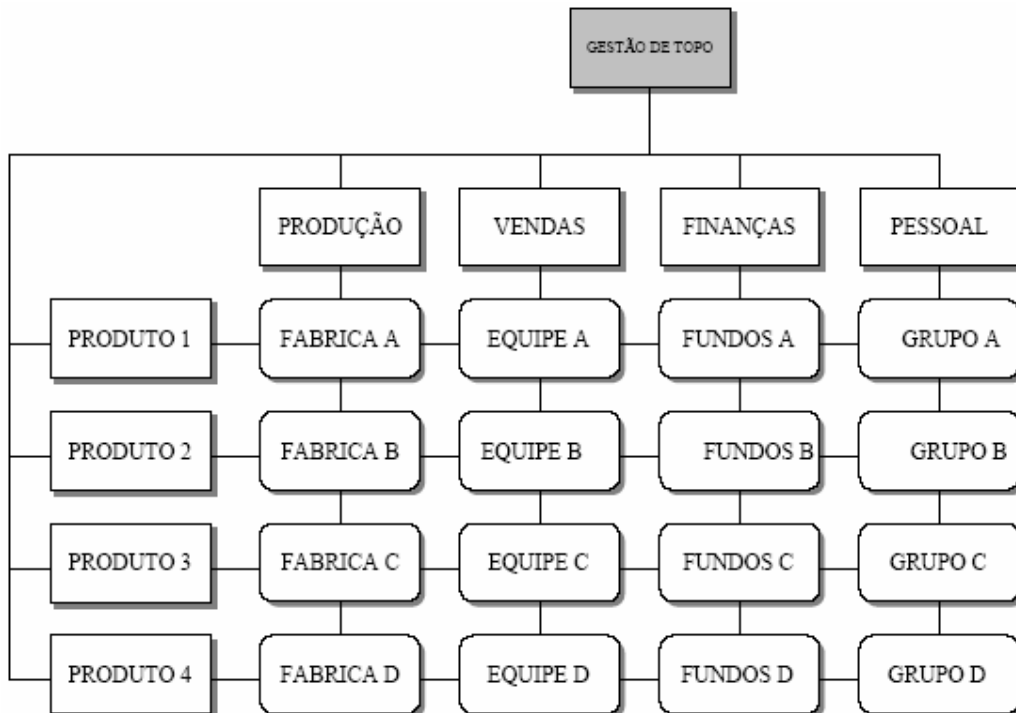 GESTÃO DE TOPO
PRODUÇÃO
VENDAS
FINANÇAS
PESSOAL
PRODUTO 1
FABRICA A
EQUIPE A
FUNDOS A
GRUPO A
PRODUTO 2
FABRICA B
EQUIPE B
FUNDOS B
GRUPO B
PRODUTO 3
FABRICA C
EQUIPE C
FUNDOS C
GRUPO C
PRODUTO 4
FABRICA D
EQUIPE D
FUNDOS D
GRUPO D